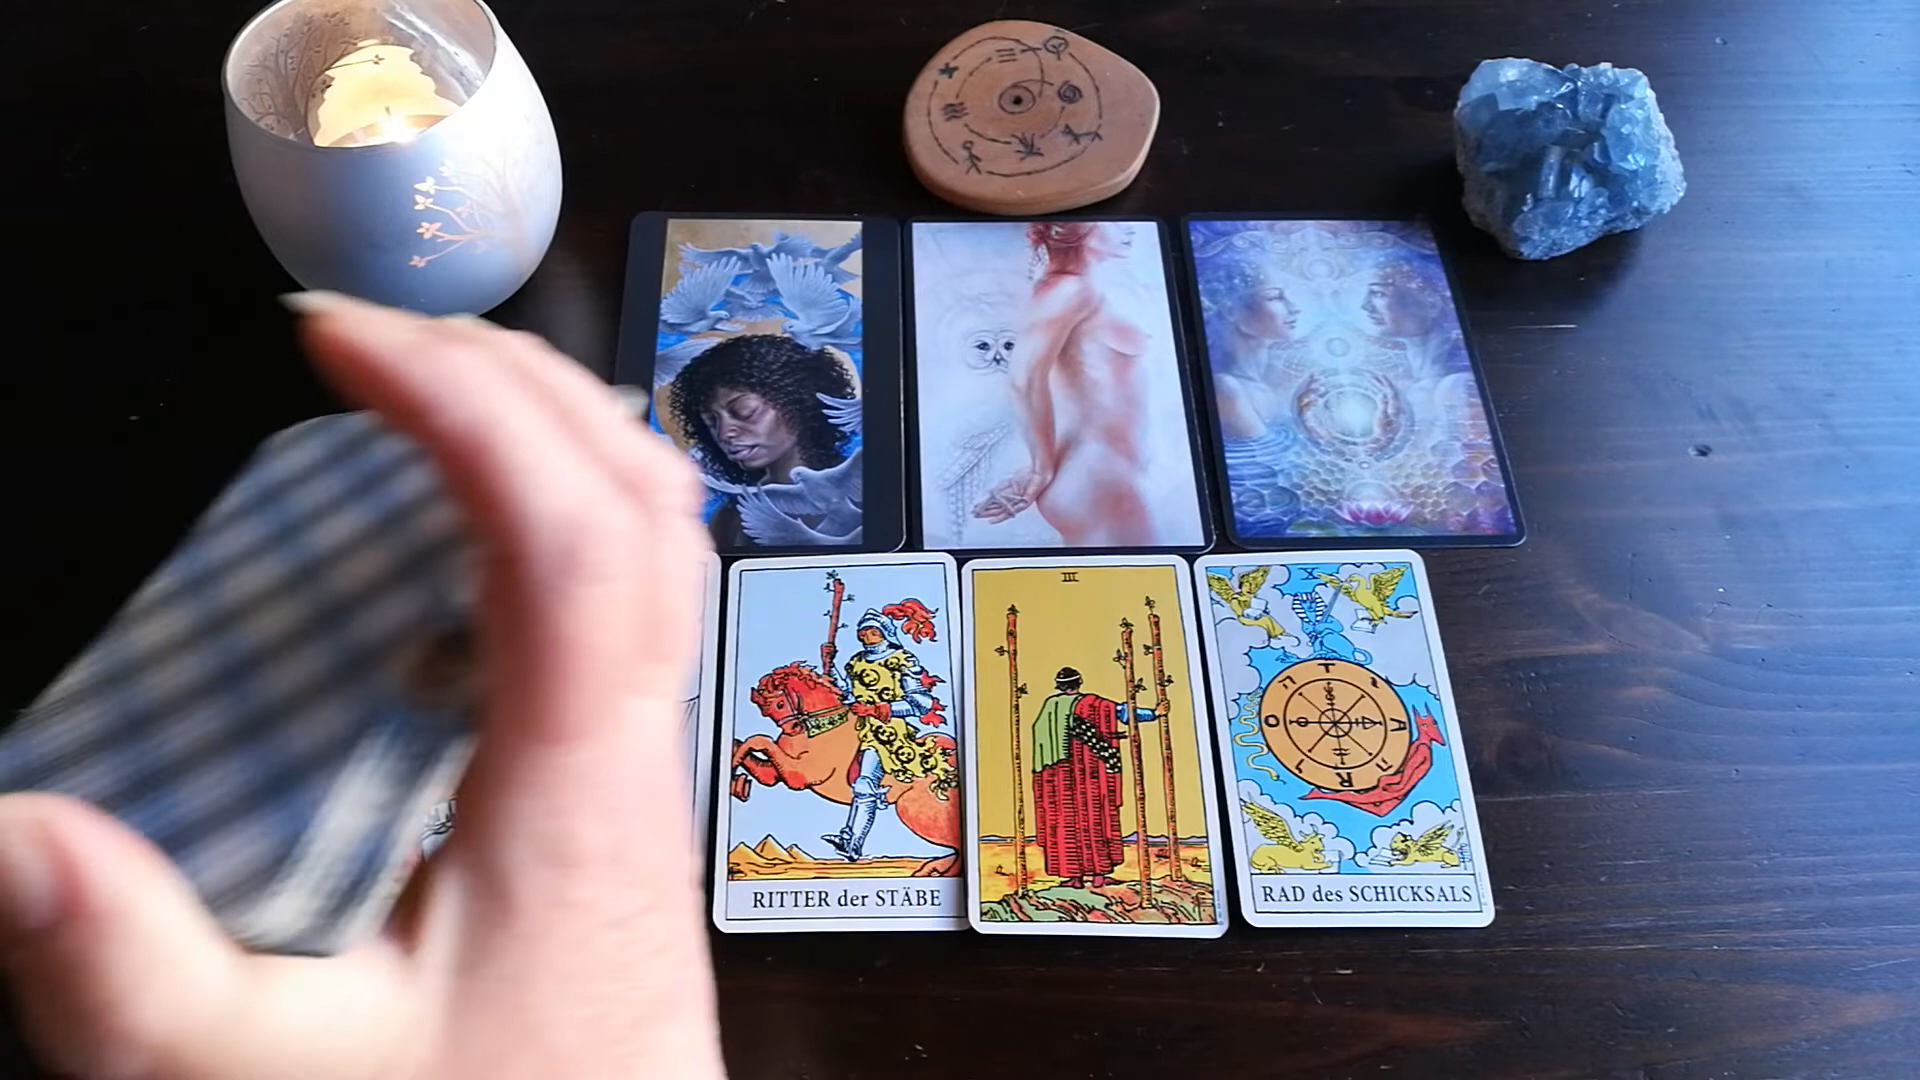 III
X
T
A
R
O
RITTER der STÄBE
RAD des SCHICKSALS